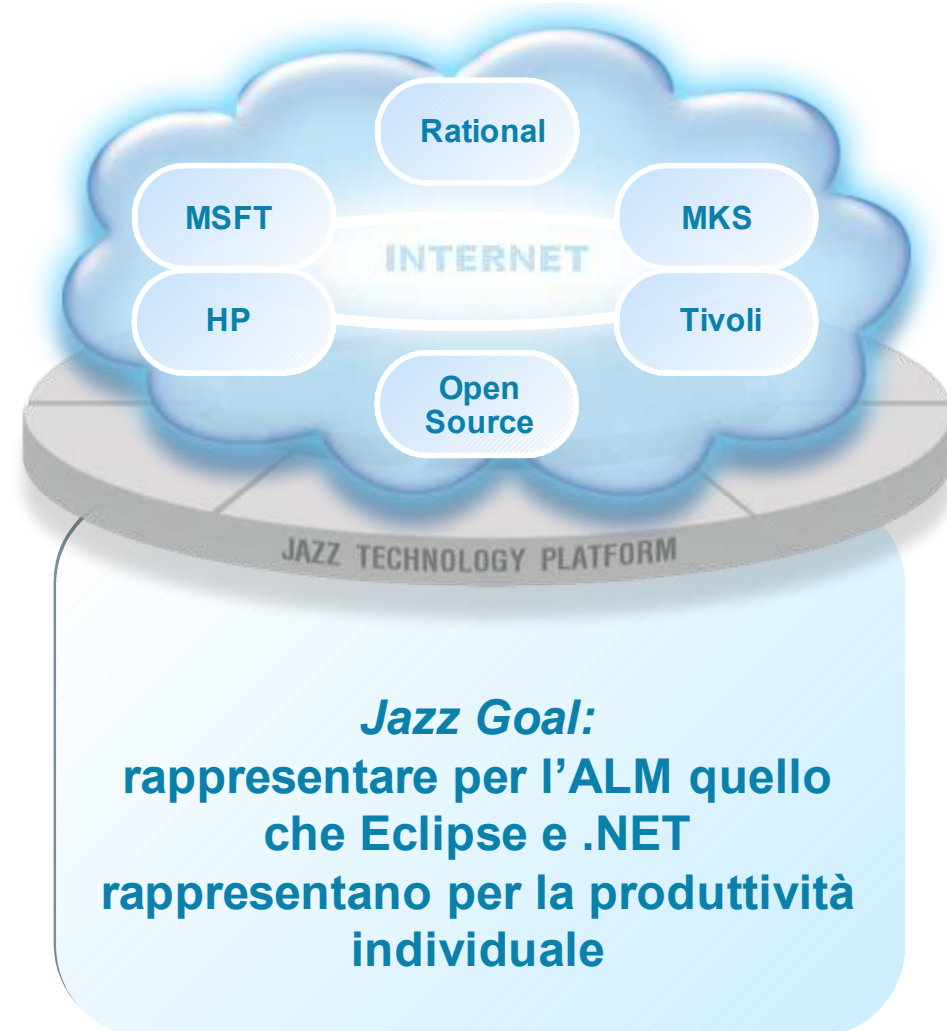 Rational
MSFT
MKS
INTERNET
HP
Tivoli
Open
Source
JAZZ TECHNOLOGY PLATFORM
Jazz Goal:
rappresentare per l’ALM quello
che Eclipse e .NET
rappresentano per la produttività
individuale